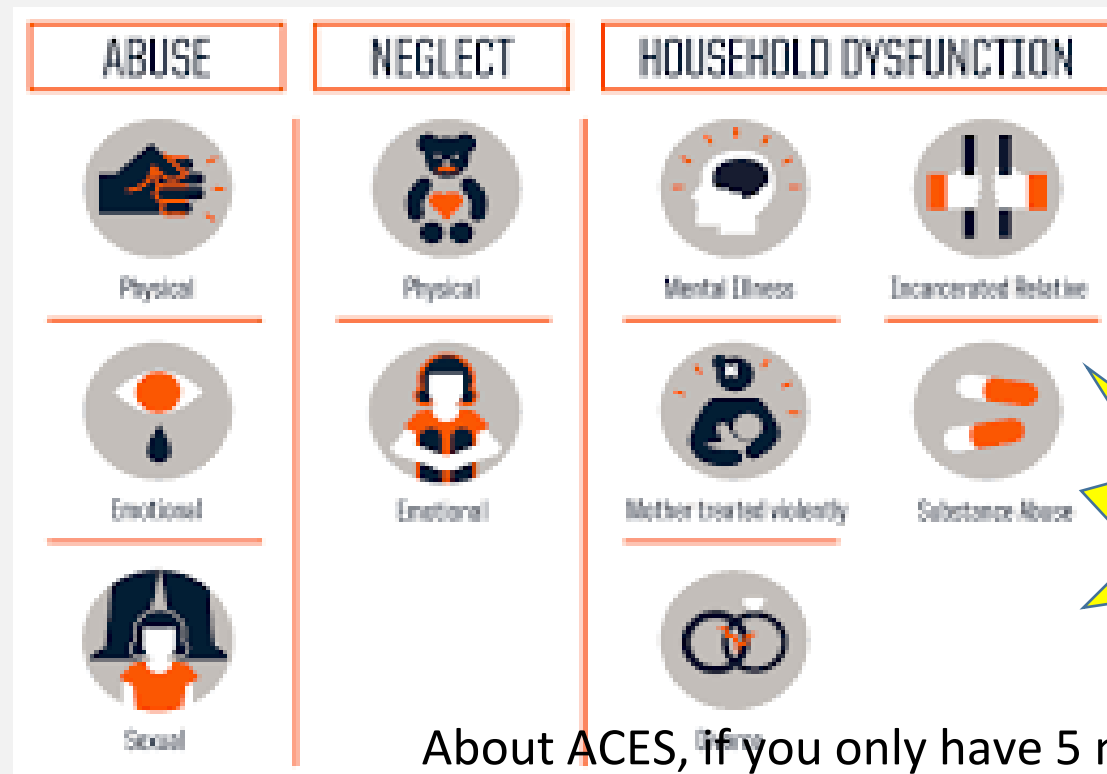 ABUSE
NEGLECT
HOUSEHOLD DYSFUNCTION
Physical
Physical
Mental Illness
Incarcerated Relative
Emotional
Emotional
Mother treated violently
Substance Abuse
Sexual
About ACES, if you only have 5